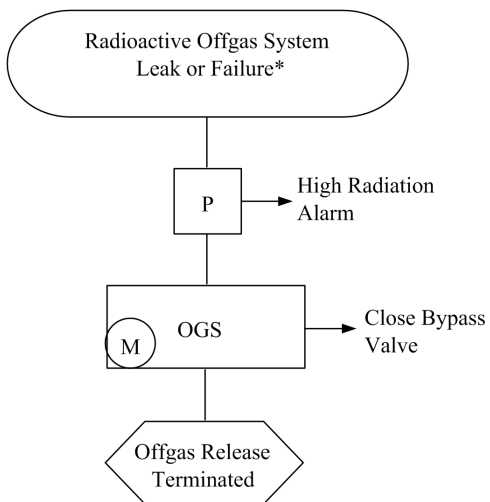 Radioactive Offgas System
Leak or Failure*
P
High Radiation
Alarm
OGS
M
Close Bypass
Valve
Offgas Release
Terminated